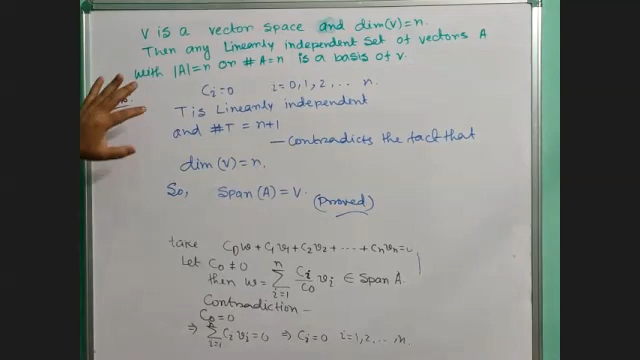 V is a vector space and dim(V)=n.
Then any Linearly independent set of vectors A
with |A|=n or #A=n is a basis of V.
Cᵢ=0 i=0,1,2,... n.
T is Linearly independent
and #T = n+1
— contradicts the fact that
dim(V)=n.
So, Span(A)=V. (Proved)
take C₀w+C₁v₁+C₂v₂+ ··· +Cₙvₙ=0
Let C₀≠0
then w = ∑ᵢ₌₁ⁿ Cᵢ/C₀ vᵢ ∈ Span A.
Contradiction —
C₀=0
⇒ ∑ᵢ₌₁ⁿ Cᵢvᵢ=0 ⇒ Cᵢ=0 i=1,2,... n.